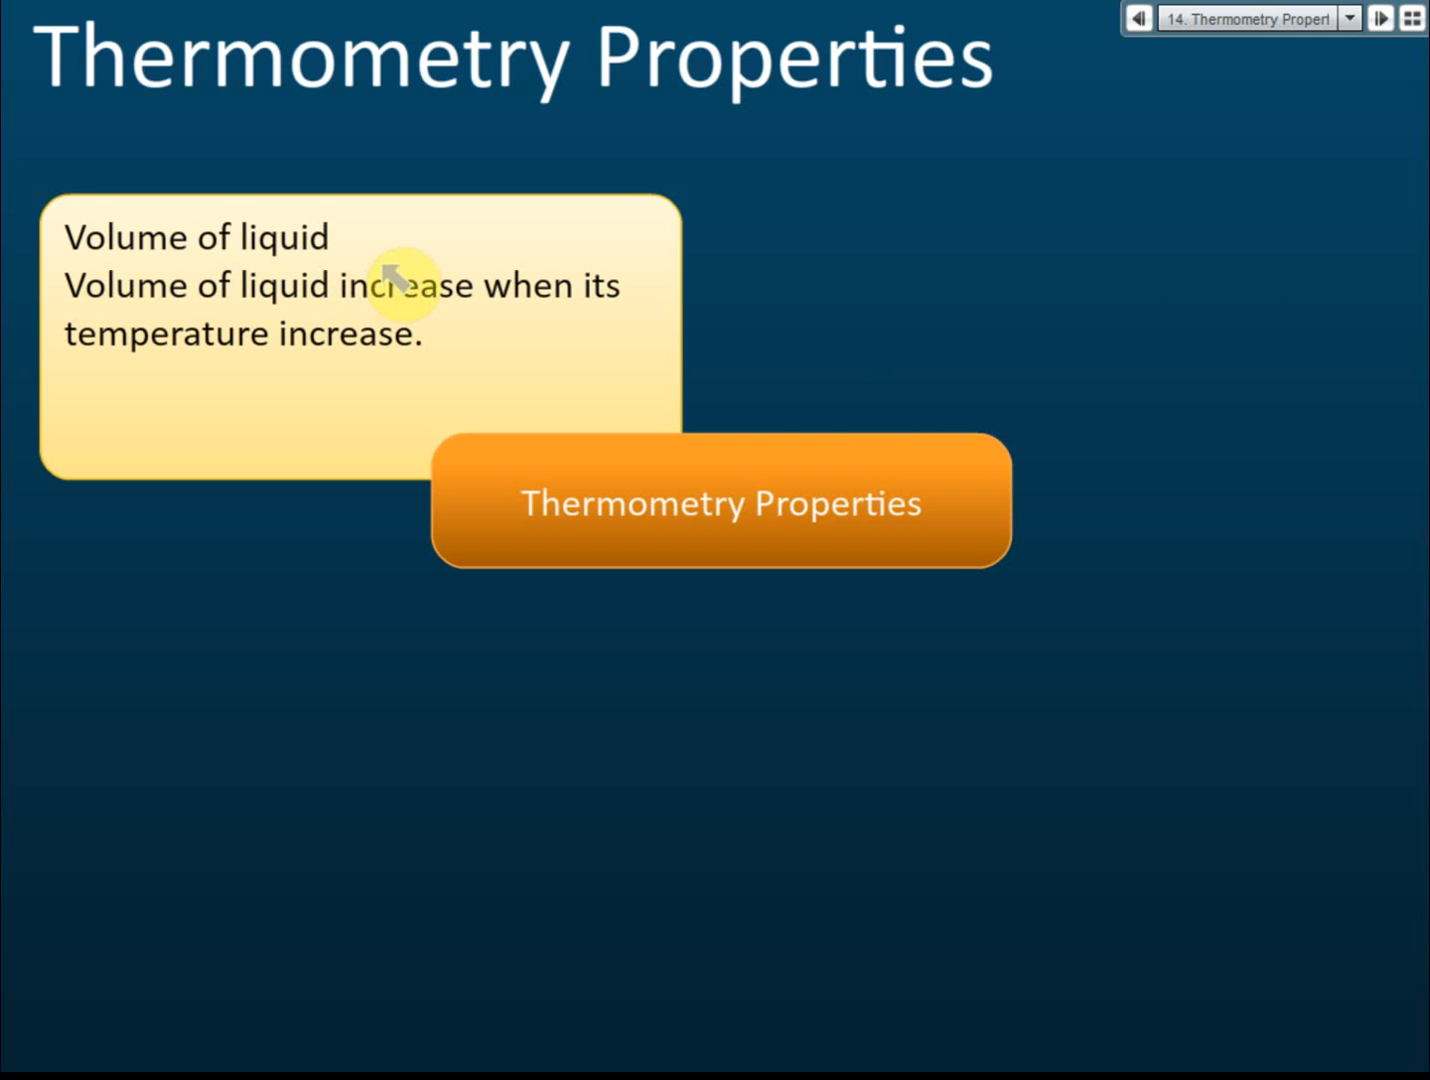 14. Thermometry Propert
Thermometry Properties
Volume of liquid
Volume of liquid increase when its
temperature increase.
Thermometry Properties